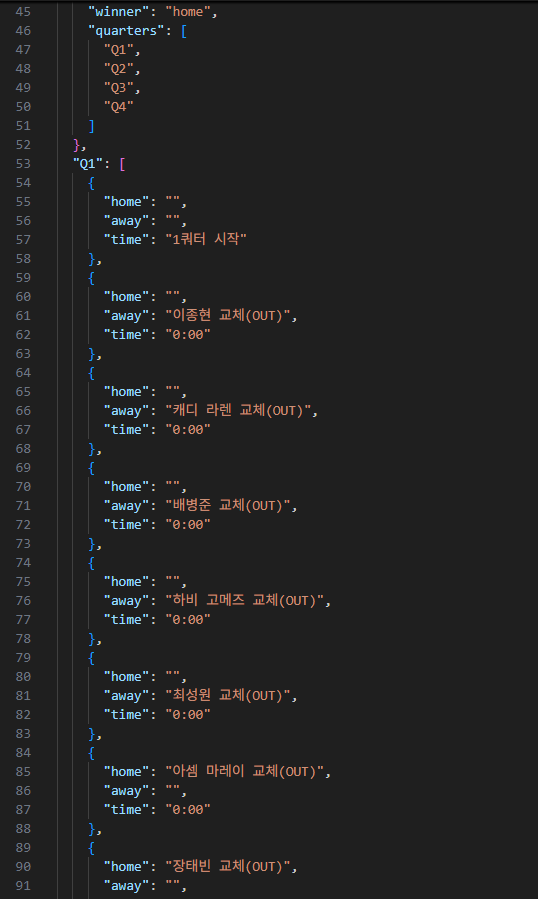 45 "winner": "home",
46 "quarters": [
47 "Q1",
48 "Q2",
49 "Q3",
50 "Q4"
51 ]
52 },
53 "Q1": [
54 {
55 "home": "",
56 "away": "",
57 "time": "1쿼터 시작"
58 },
59 {
60 "home": "",
61 "away": "이종현 교체(OUT)",
62 "time": "0:00"
63 },
64 {
65 "home": "",
66 "away": "캐디 라렌 교체(OUT)",
67 "time": "0:00"
68 },
69 {
70 "home": "",
71 "away": "배병준 교체(OUT)",
72 "time": "0:00"
73 },
74 {
75 "home": "",
76 "away": "하비 고메즈 교체(OUT)",
77 "time": "0:00"
78 },
79 {
80 "home": "",
81 "away": "최성원 교체(OUT)",
82 "time": "0:00"
83 },
84 {
85 "home": "아셈 마레이 교체(OUT)",
86 "away": "",
87 "time": "0:00"
88 },
89 {
90 "home": "장태빈 교체(OUT)",
91 "away": "",